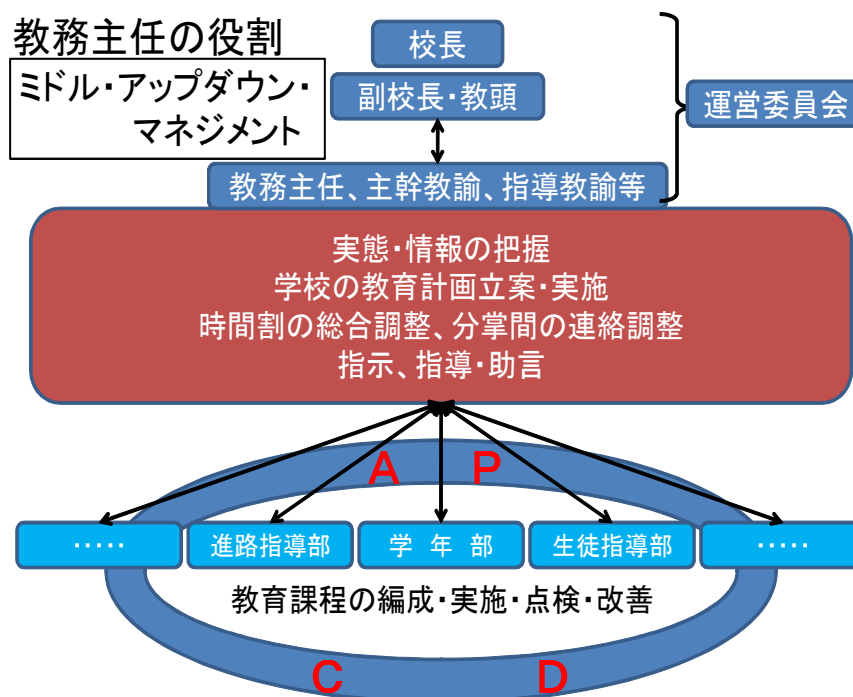 教務主任の役割
ミドル・アップダウン・
マネジメント
校長
副校長・教頭
運営委員会
教務主任、主幹教諭、指導教諭等
実態・情報の把握
学校の教育計画立案・実施
時間割の総合調整、分掌間の連絡調整
指示、指導・助言
A P
‥‥‥ 進路指導部 学 年 部 生徒指導部 ‥‥‥
教育課程の編成・実施・点検・改善
C D